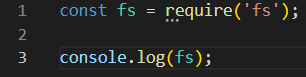 1 const fs = require('fs');
2
3 console.log(fs);